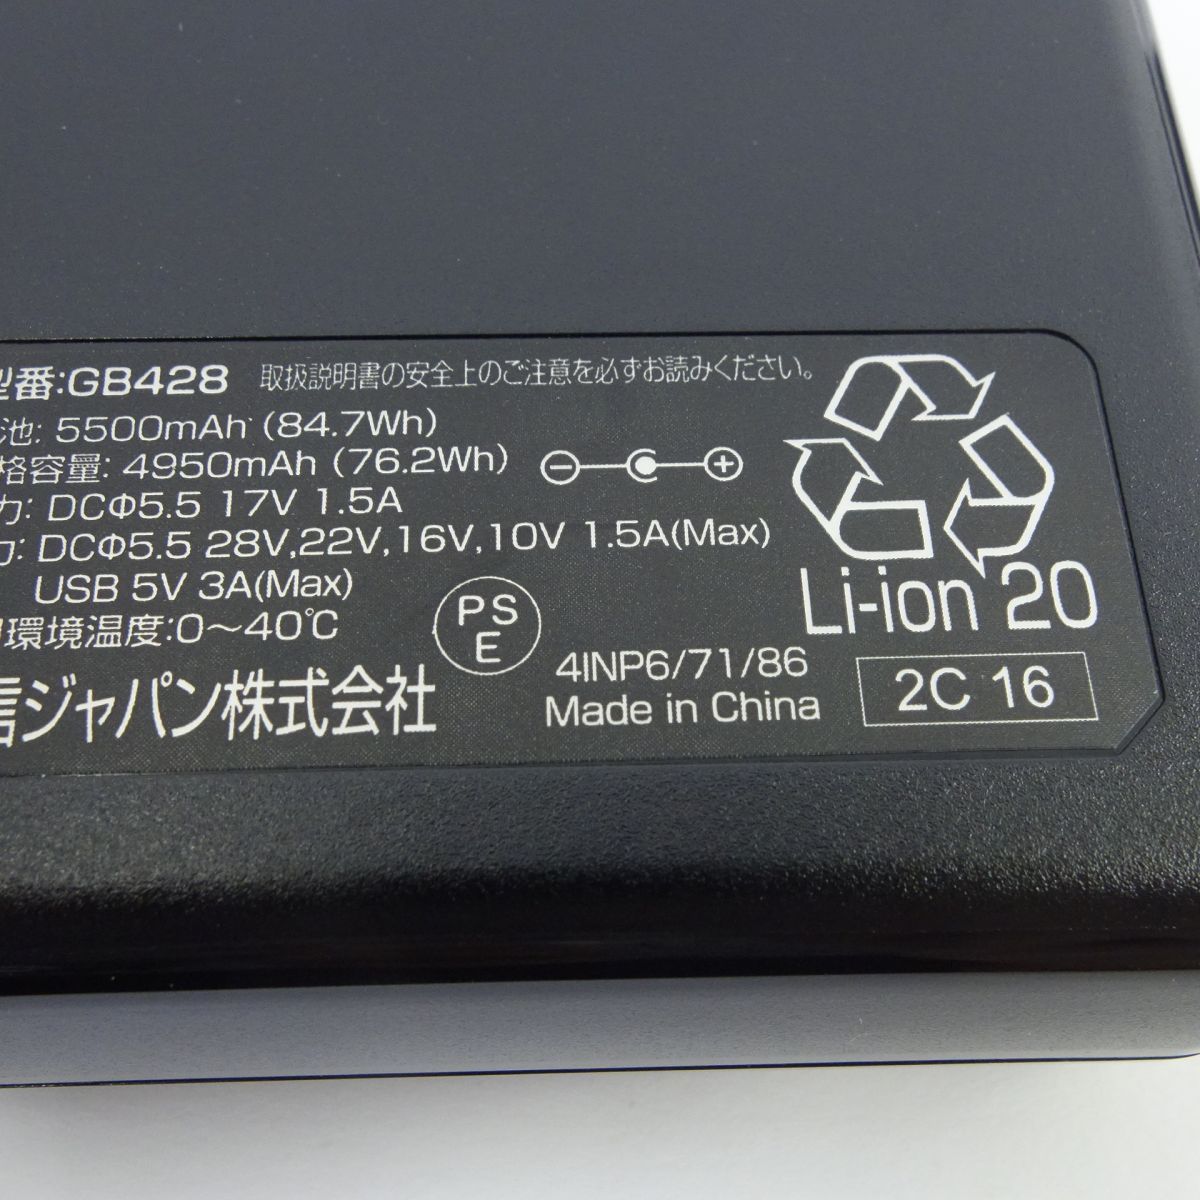 型番:GB428 取扱説明書の安全上のご注意を必ずお読みください。
池: 5500mAh (84.7Wh)
格容量: 4950mAh (76.2Wh)
力: DCΦ5.5 17V 1.5A
力: DCΦ5.5 28V,22V,16V,10V 1.5A(Max)
USB 5V 3A(Max)
環境温度:0～40℃
信ジャパン株式会社
PS
E
4INP6/71/86
Made in China
Li-ion 20
2C 16